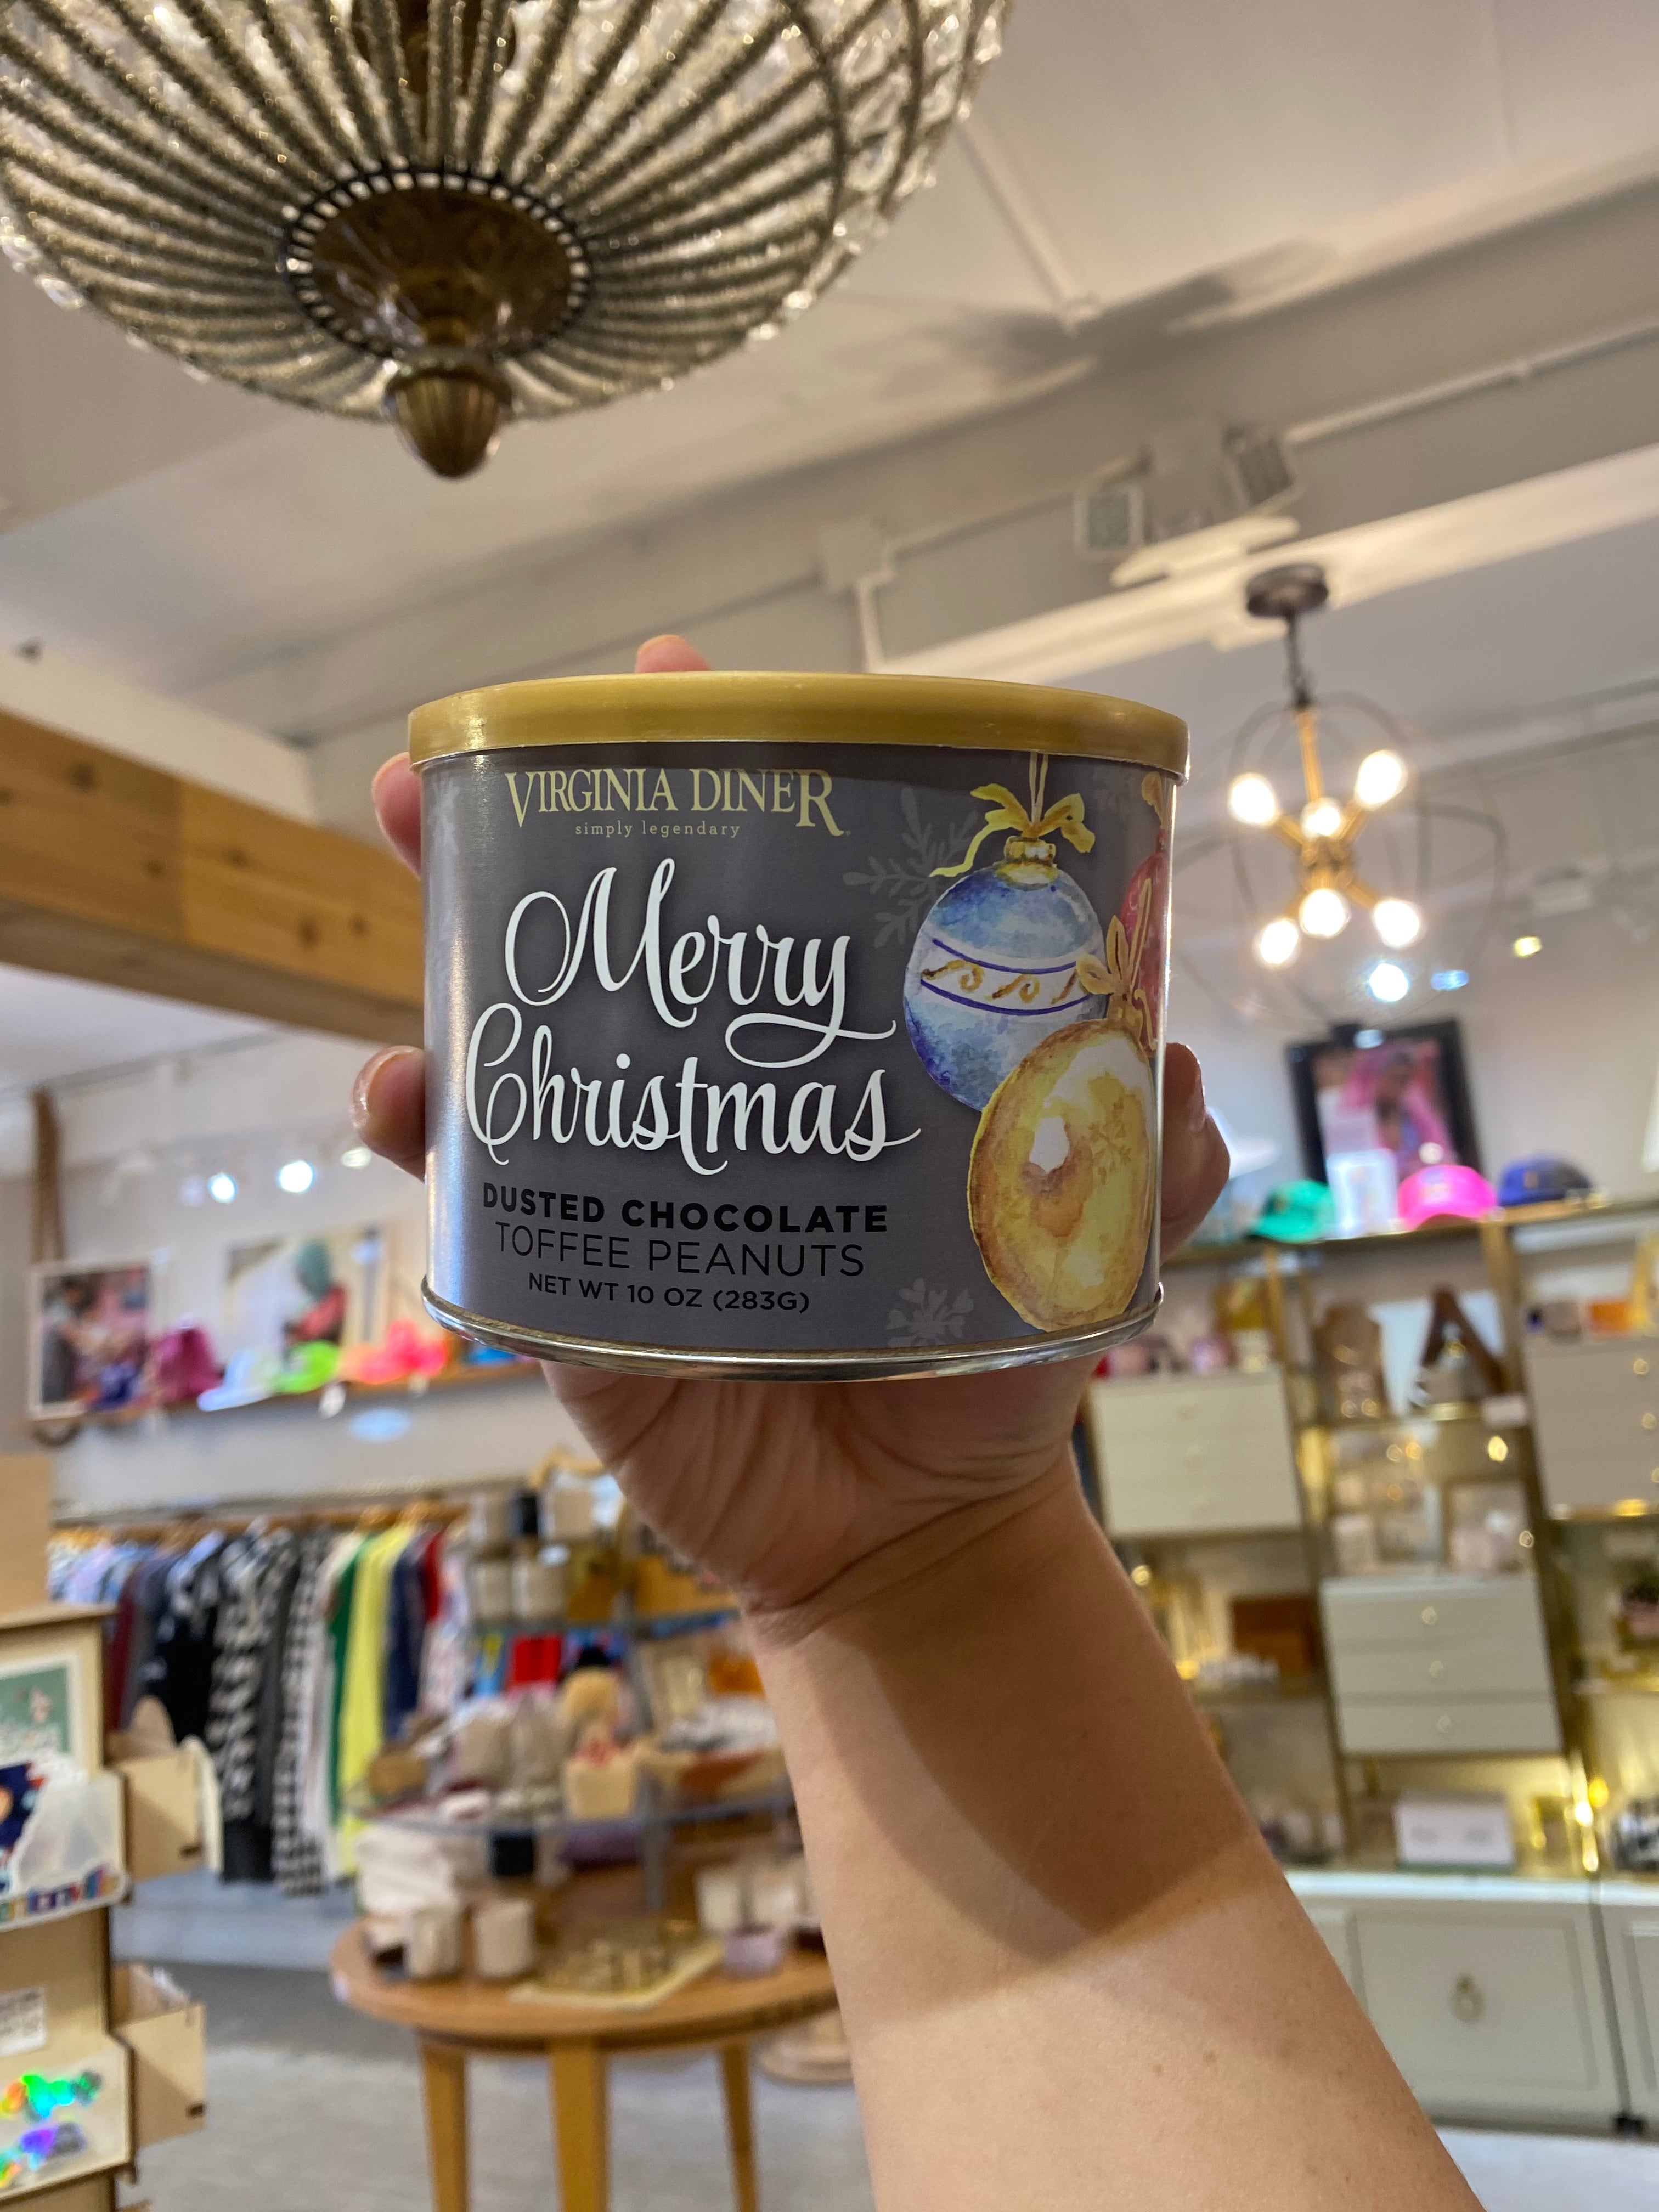 VIRGINIA DINER
simply legendary
Merry
Christmas
DUSTED CHOCOLATE
TOFFEE PEANUTS
NET WT 10 OZ (283G)